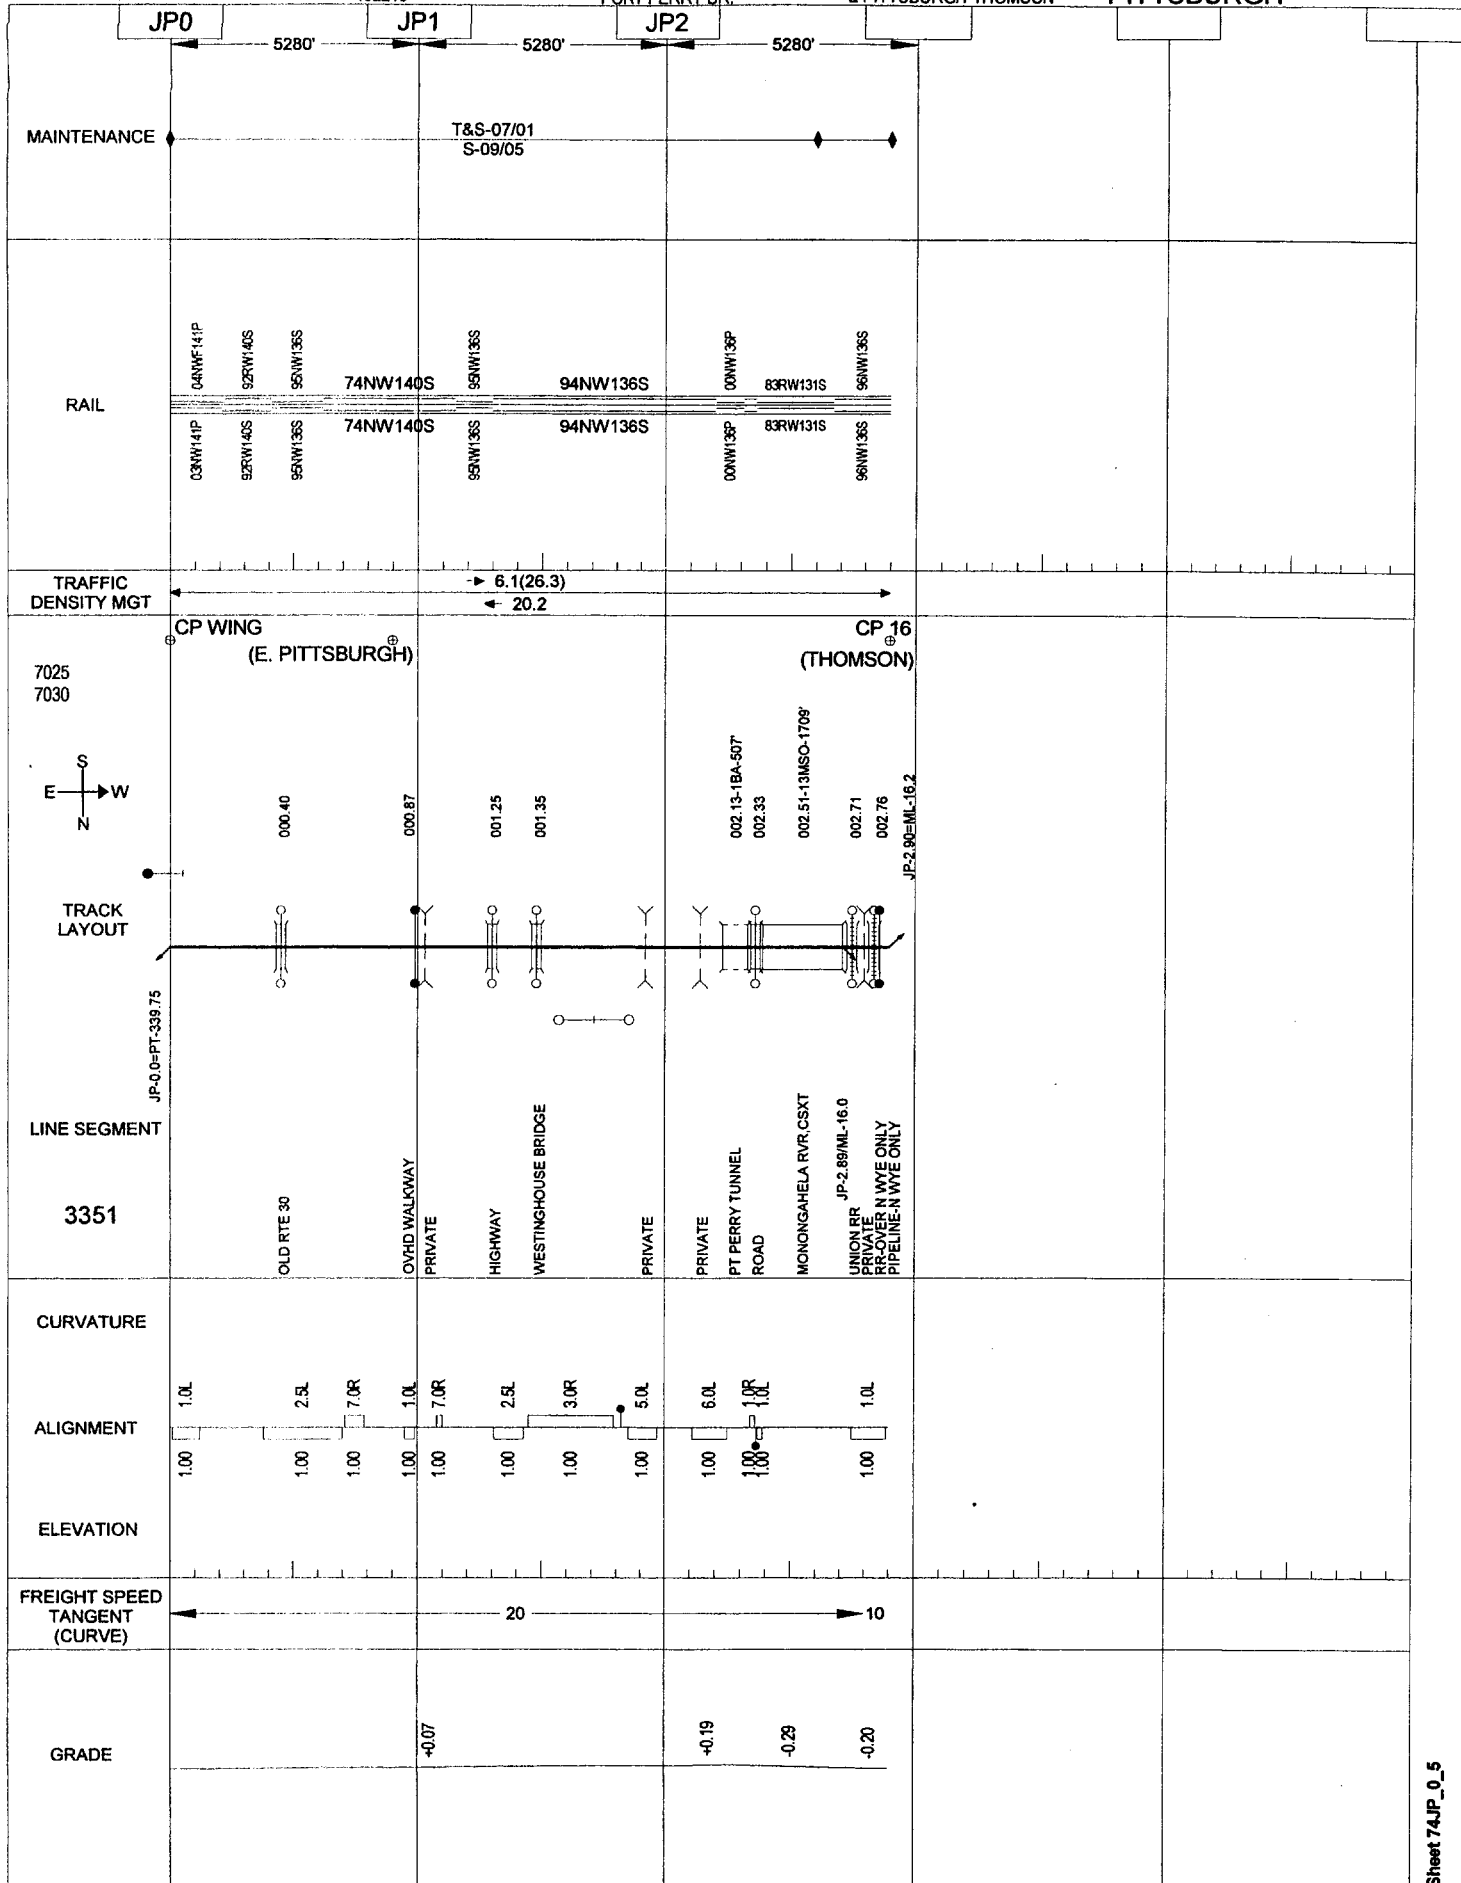 PORT PERRY BR.
PITTSBURGH
JP0
JP1
JP2
5280'
5280'
5280'
MAINTENANCE
T&S-07/01
S-09/05
RAIL
04NWF141P
92RW140S
95NW136S
74NW140S
95NW136S
94NW136S
00NW136P
83RW131S
96NW136S
03NW141P
92RW140S
95NW136S
74NW140S
95NW136S
94NW136S
00NW136P
83RW131S
96NW136S
TRAFFIC
DENSITY MGT
6.1(26.3)
20.2
CP WING
(E. PITTSBURGH)
CP 16
(THOMSON)
7025
7030
S
E W
N
000.40
000.87
001.25
001.35
002.13-1BA-507'
002.33
002.51-13MSO-1709'
002.71
002.76
JP-2.90=ML-16.2
TRACK
LAYOUT
JP-0.0=PT-339.75
LINE SEGMENT
3351
OLD RTE 30
OVHD WALKWAY
PRIVATE
HIGHWAY
WESTINGHOUSE BRIDGE
PRIVATE
PRIVATE
PT PERRY TUNNEL
ROAD
MONONGAHELA RVR,CSXT
JP-2.89/ML-16.0
UNION RR
PRIVATE
RR-OVER N WYE ONLY
PIPELINE-N WYE ONLY
CURVATURE
1.0L
2.5L
7.0R
1.0L
7.0R
2.5L
3.0R
5.0L
6.0L
1.0R
1.0L
1.0L
ALIGNMENT
1.00
1.00
1.00
1.00
1.00
1.00
1.00
1.00
1.00
1.00
1.00
1.00
ELEVATION
FREIGHT SPEED
TANGENT
(CURVE)
20
10
GRADE
+0.07
+0.19
-0.29
-0.20
Sheet 74JP_0_5